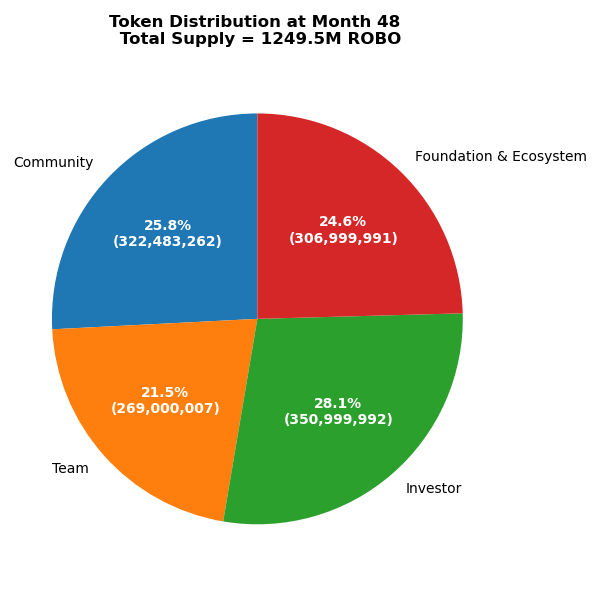 Token Distribution at Month 48
Total Supply = 1249.5M ROBO
Community
Foundation & Ecosystem
25.8%
(322,483,262)
24.6%
(306,999,991)
21.5%
(269,000,007)
28.1%
(350,999,992)
Team
Investor